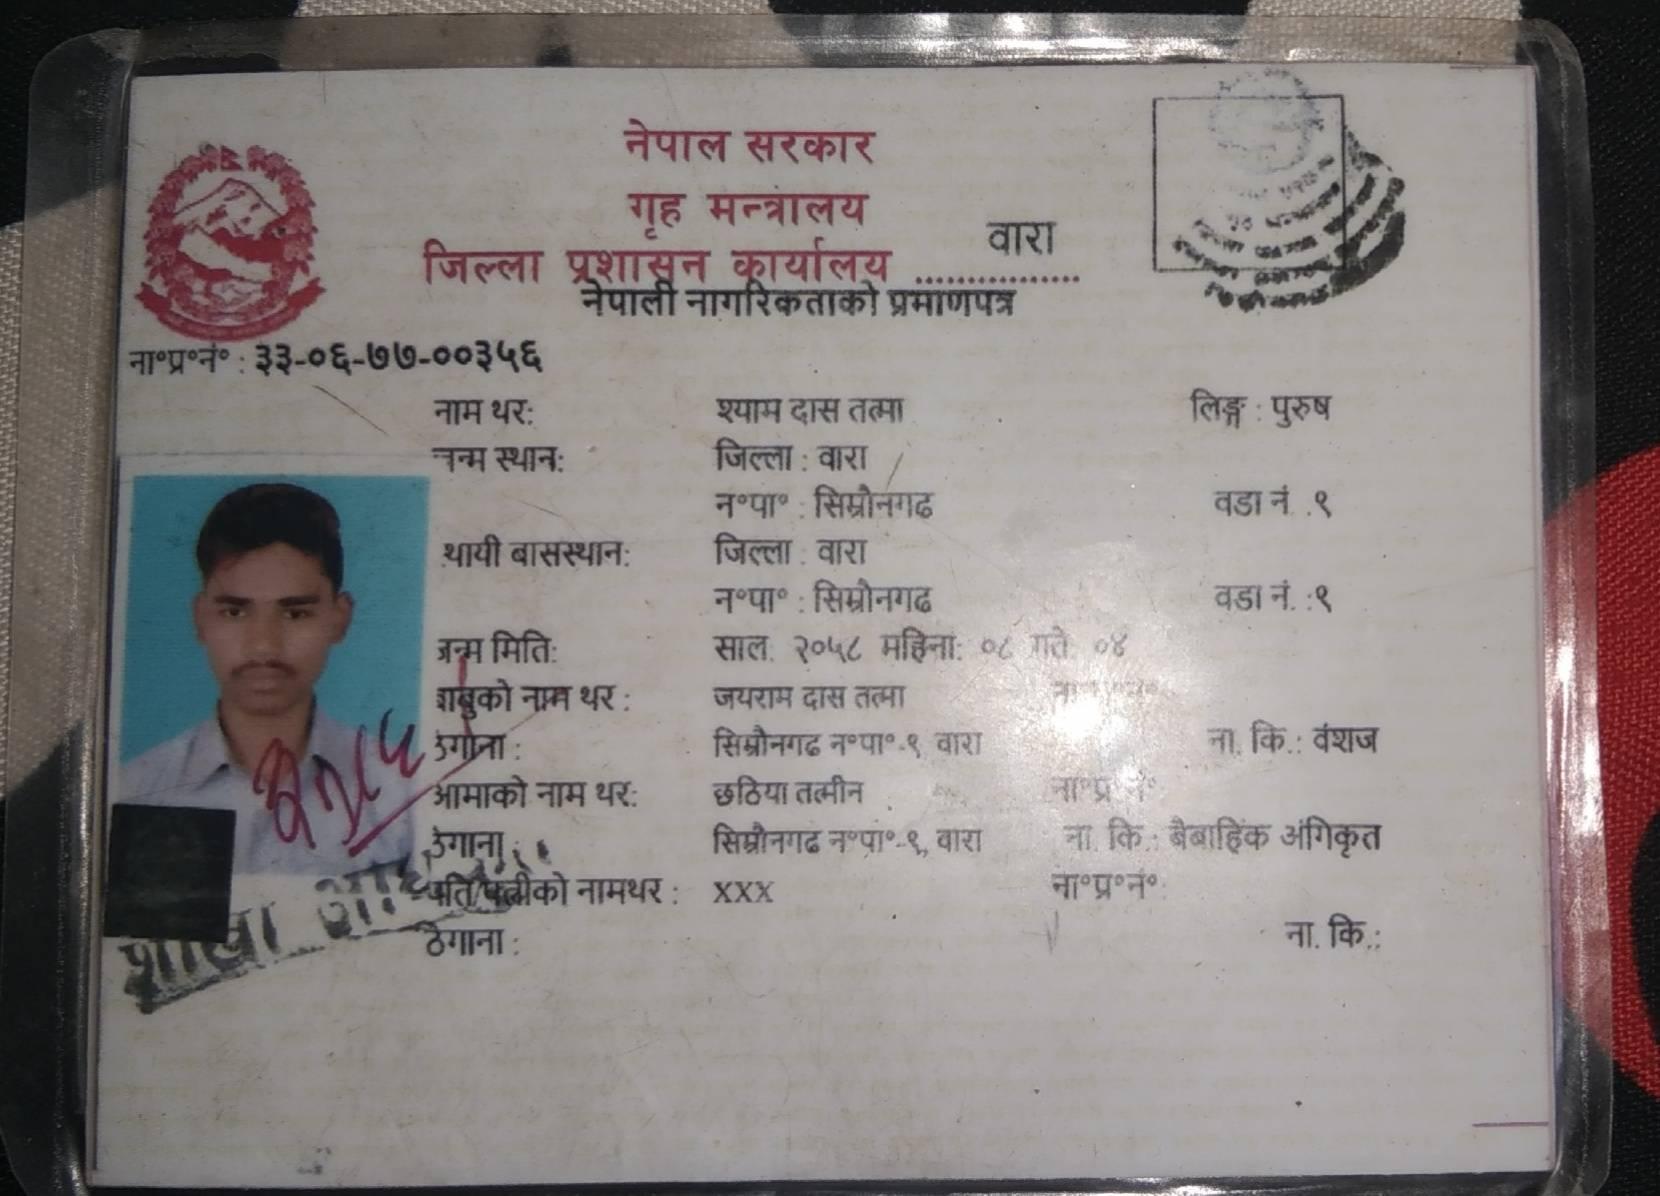 नेपाल सरकार
गृह मन्त्रालय
जिल्ला प्रशासन कार्यालय ................ वारा
नेपाली नागरिकताको प्रमाणपत्र
ना॰प्र॰नं॰ : ३३-०६-७७-००३५६
नाम थर: श्याम दास तत्मा लिङ्ग : पुरुष
जन्म स्थान: जिल्ला : वारा
न॰पा॰ : सिम्रौनगढ वडा नं. :९
थायी बासस्थान: जिल्ला : वारा
न॰पा॰ : सिम्रौनगढ वडा नं. :९
जन्म मिति: साल: २०५८ महिना: ०८ गते: ०४
बाबुको नाम थर : जयराम दास तत्मा
ठेगाना : सिम्रौनगढ न॰पा॰-९, वारा ना. कि.: वंशज
आमाको नाम थर: छठिया तत्मीन ना॰प्र॰नं॰
ठेगाना : सिम्रौनगढ न॰पा॰-९, वारा ना. कि.: बैबाहिक अंगिकृत
पति/पत्नीको नामथर : XXX ना॰प्र॰नं॰:
ठेगाना : ना. कि.:
शाखा